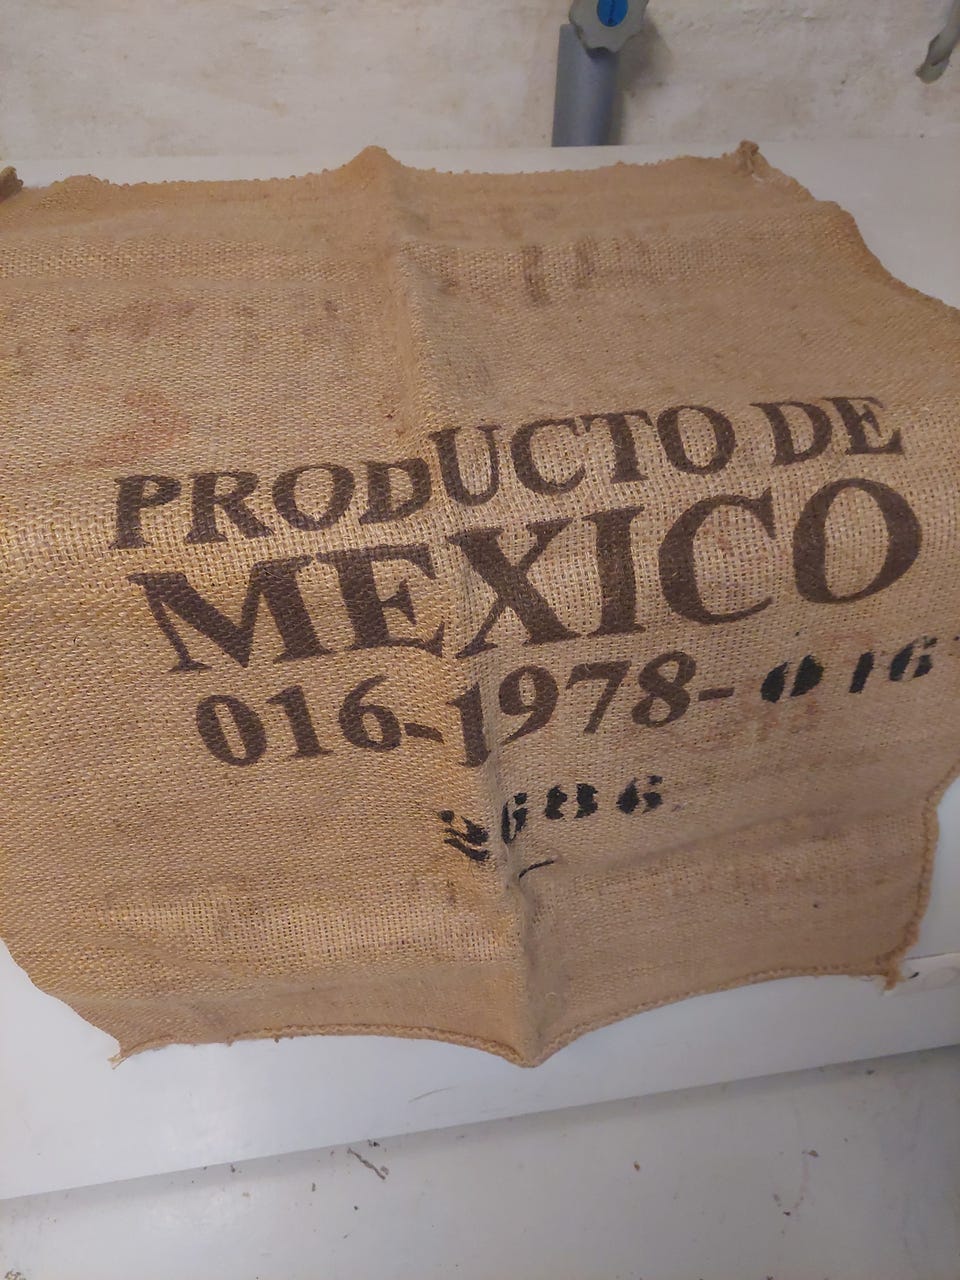 PRODUCTO DE
MEXICO
016-1978-016
2686